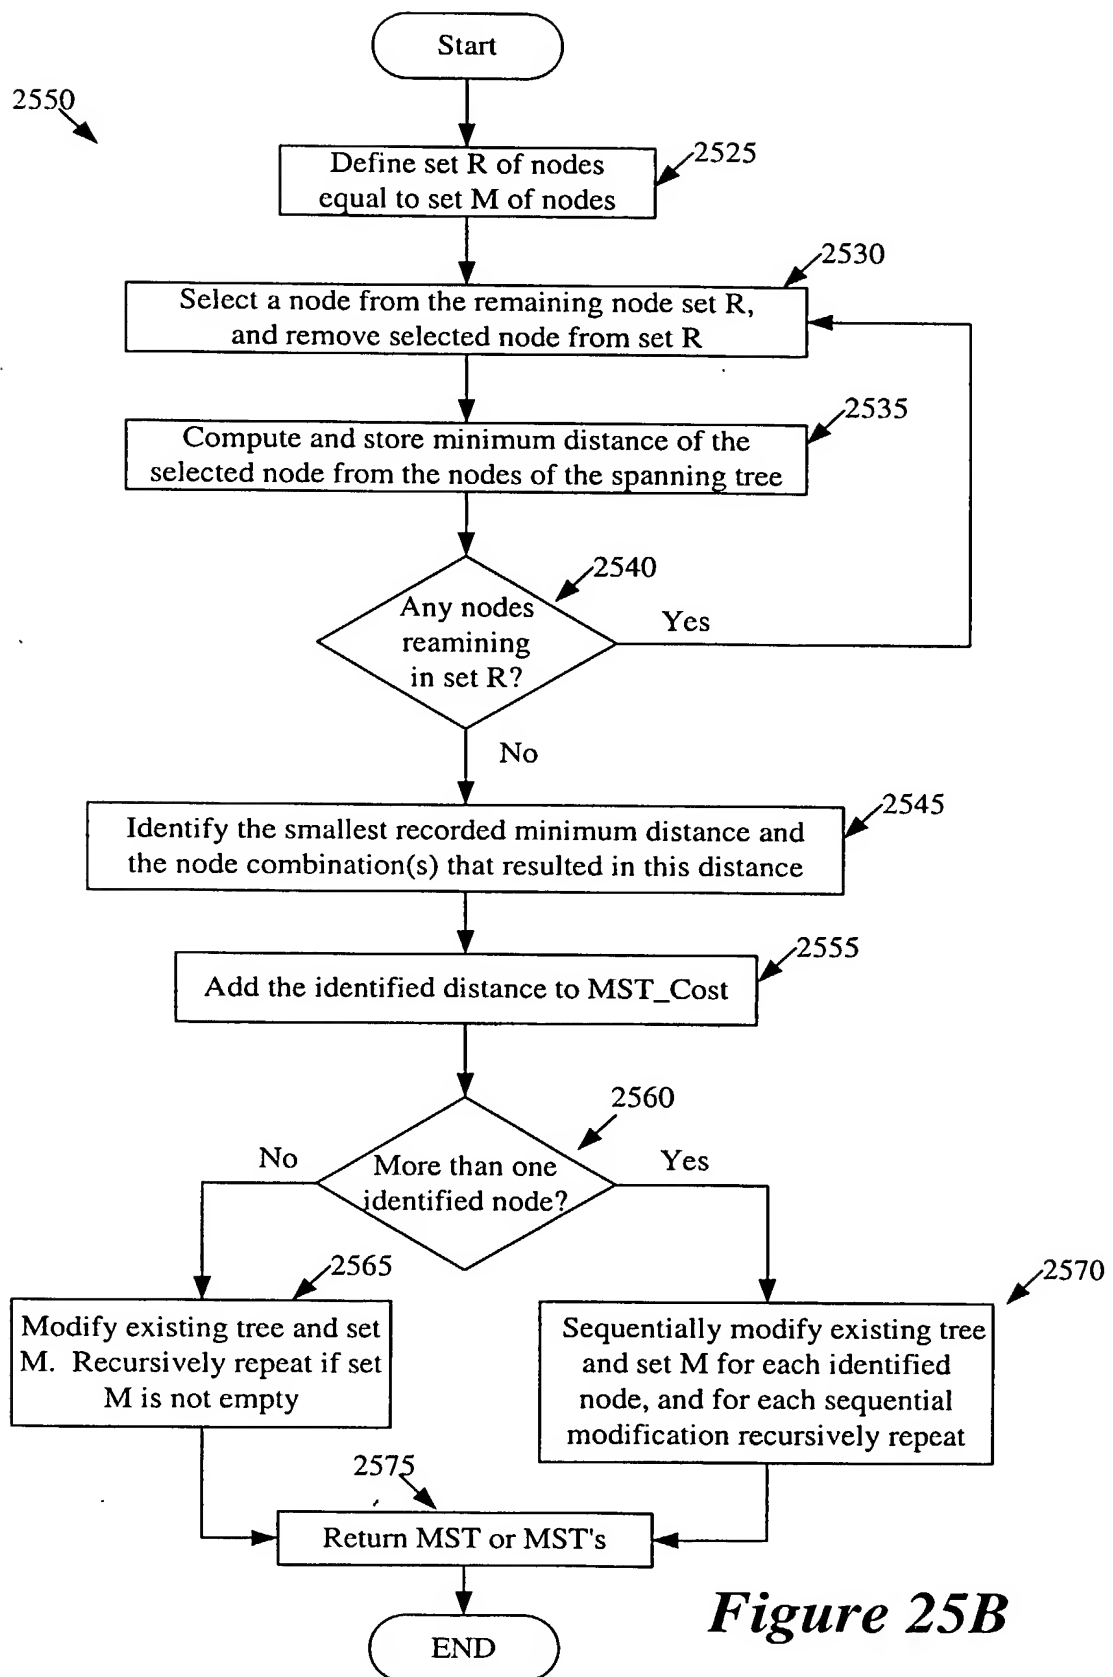 Start
2550
2525
Define set R of nodes
equal to set M of nodes
2530
Select a node from the remaining node set R,
and remove selected node from set R
2535
Compute and store minimum distance of the
selected node from the nodes of the spanning tree
2540
Any nodes
reamining
in set R?
Yes
No
2545
Identify the smallest recorded minimum distance and
the node combination(s) that resulted in this distance
2555
Add the identified distance to MST_Cost
2560
No
More than one
identified node?
Yes
2565
Modify existing tree and set
M. Recursively repeat if set
M is not empty
2570
Sequentially modify existing tree
and set M for each identified
node, and for each sequential
modification recursively repeat
2575
Return MST or MST's
END
Figure 25B